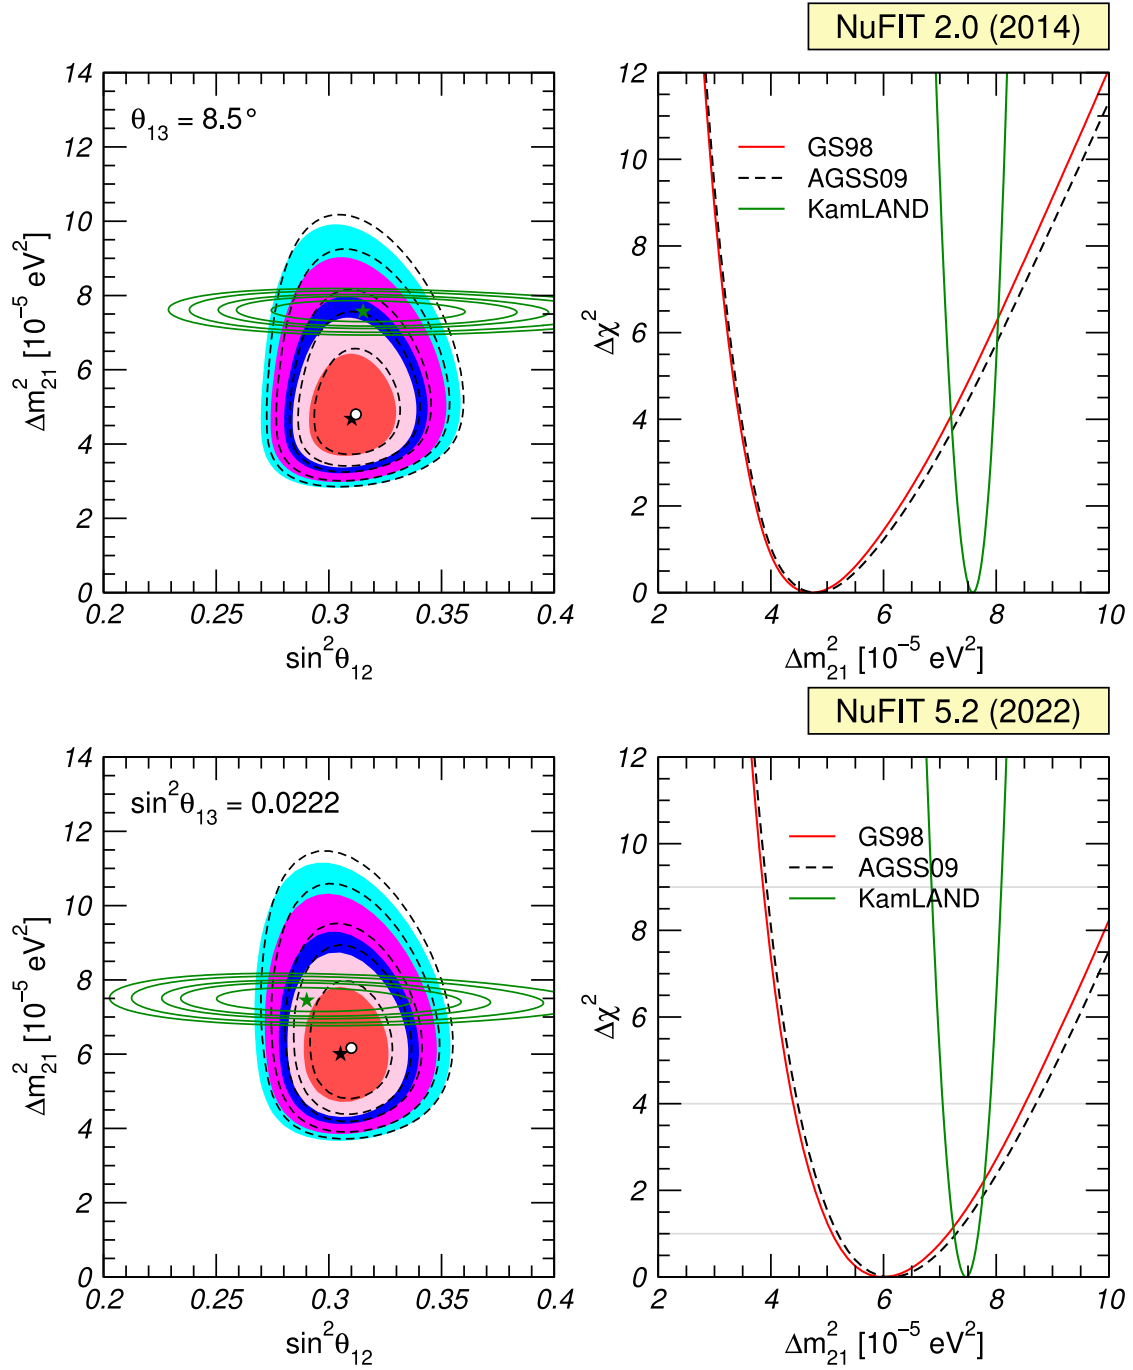 NuFIT 2.0 (2014)
θ13 = 8.5°
Δm²21 [10⁻⁵ eV²]
14
12
10
8
6
4
2
0
0.2
0.25
0.3
0.35
0.4
sin²θ12
GS98
AGSS09
KamLAND
Δχ²
12
10
8
6
4
2
0
2
4
6
8
10
Δm²21 [10⁻⁵ eV²]
NuFIT 5.2 (2022)
sin²θ13 = 0.0222
Δm²21 [10⁻⁵ eV²]
14
12
10
8
6
4
2
0
0.2
0.25
0.3
0.35
0.4
sin²θ12
GS98
AGSS09
KamLAND
Δχ²
12
10
8
6
4
2
0
2
4
6
8
10
Δm²21 [10⁻⁵ eV²]